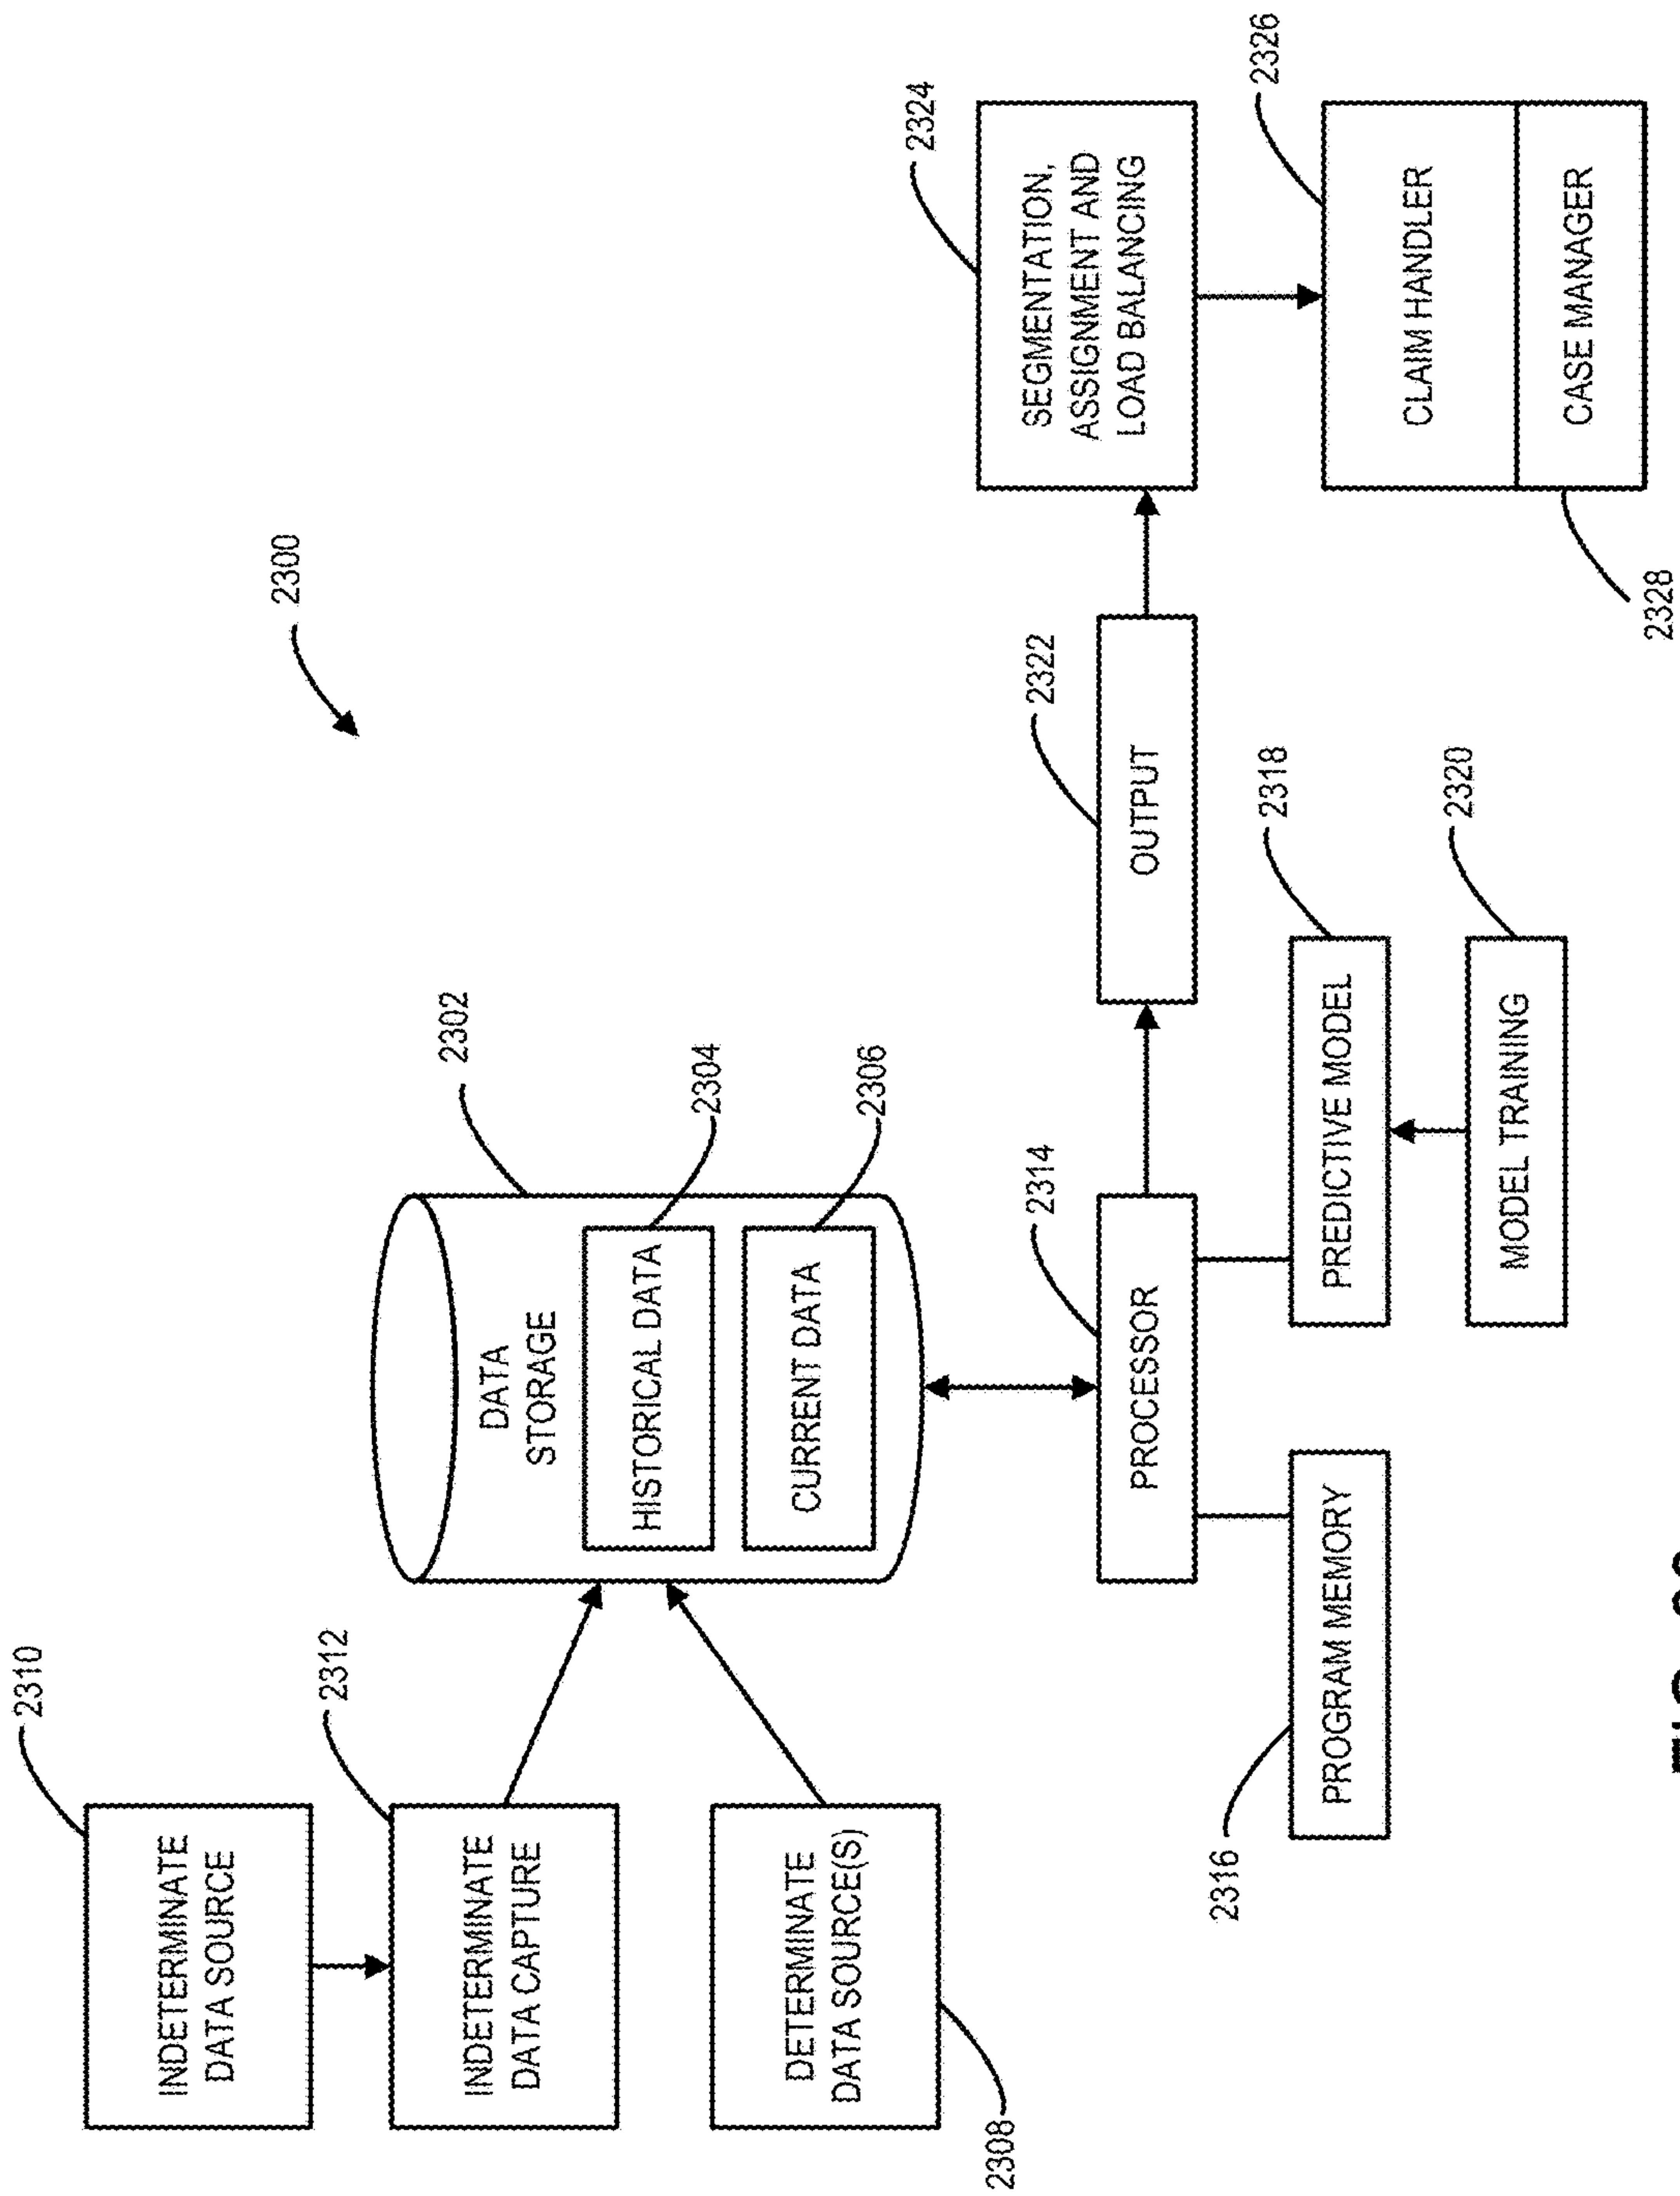 2300
2310
INDETERMINATE
DATA SOURCE
2312
INDETERMINATE
DATA CAPTURE
DETERMINATE
DATA SOURCE(S)
2308
2302
DATA
STORAGE
HISTORICAL DATA
2304
CURRENT DATA
2306
2314
PROCESSOR
2316
PROGRAM MEMORY
PREDICTIVE MODEL
2318
MODEL TRAINING
2320
2322
OUTPUT
2324
SEGMENTATION,
ASSIGNMENT AND
LOAD BALANCING
2326
CLAIM HANDLER
CASE MANAGER
2328